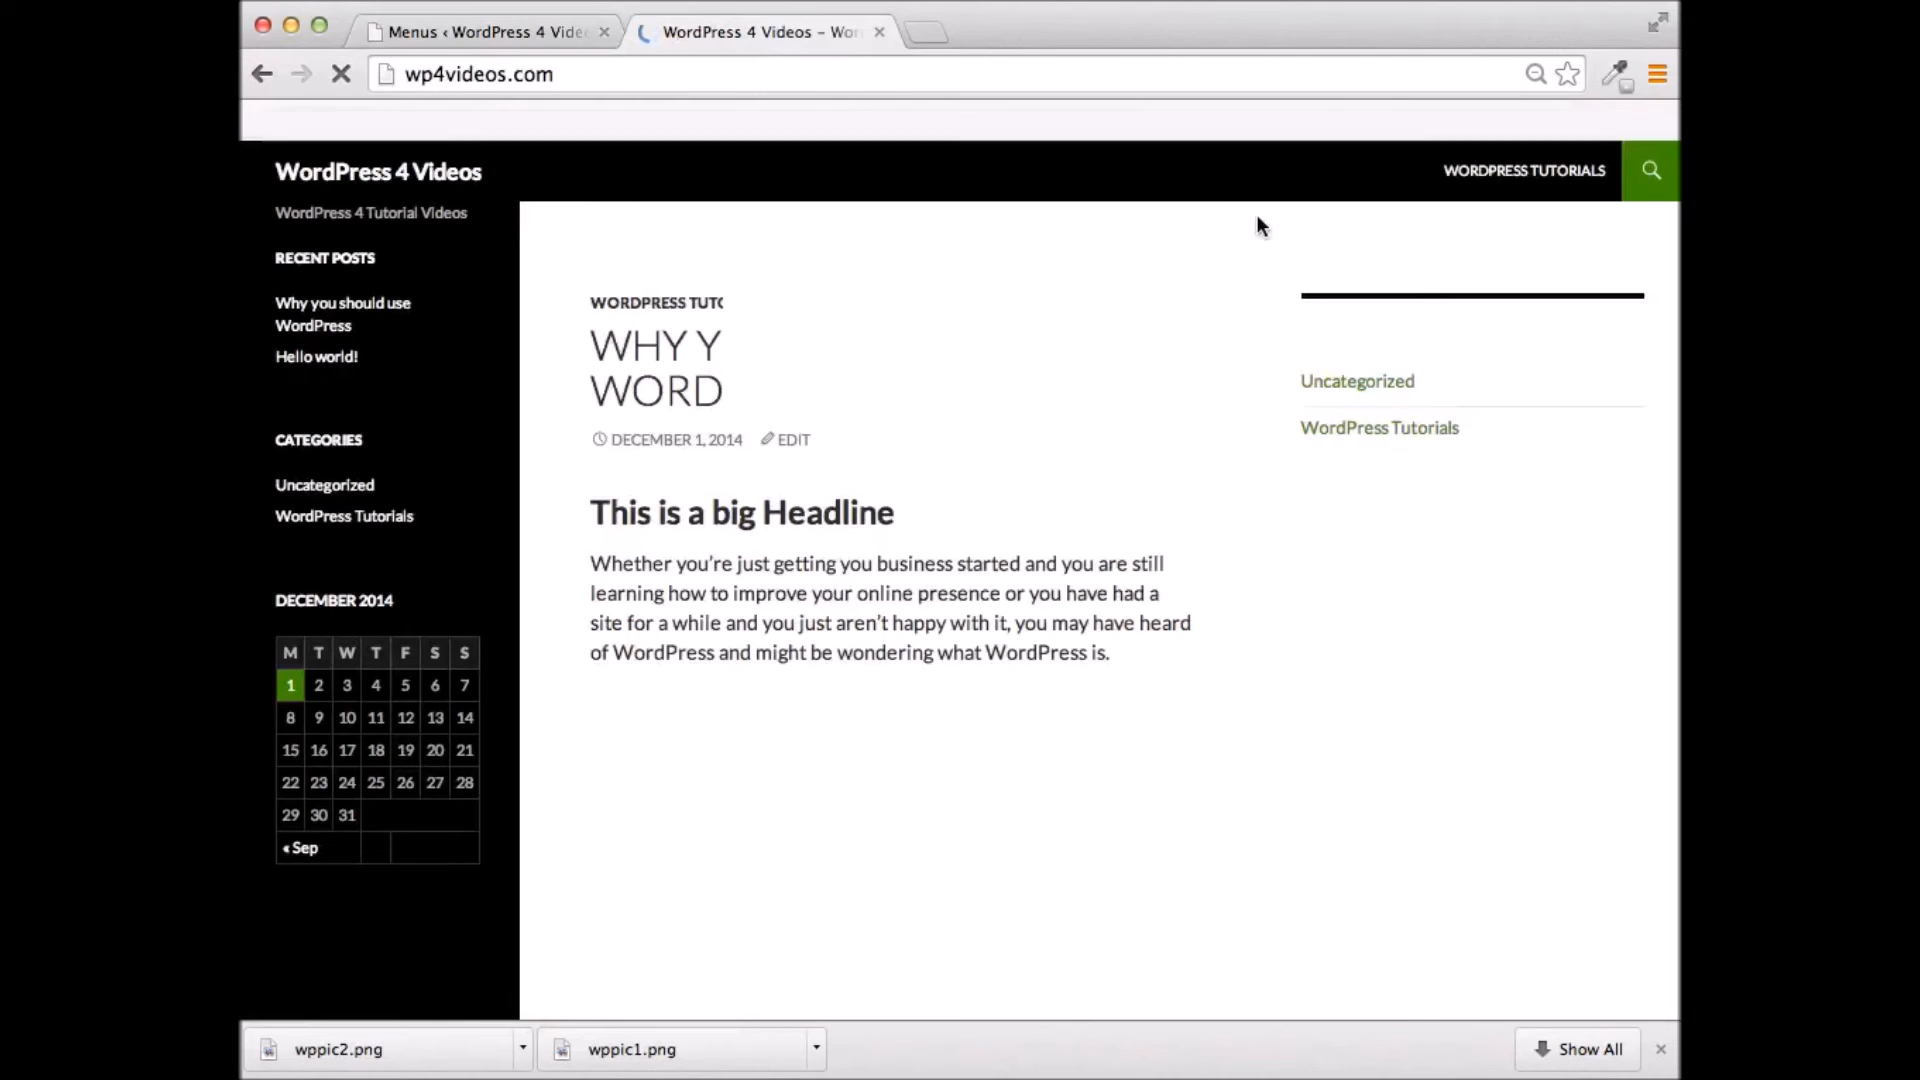 Menus ‹ WordPress 4 Vide
WordPress 4 Videos – Wor
wp4videos.com
WordPress 4 Videos
WORDPRESS TUTORIALS
WordPress 4 Tutorial Videos
RECENT POSTS
Why you should use
WordPress
Hello world!
CATEGORIES
Uncategorized
WordPress Tutorials
DECEMBER 2014
M T W T F S S
1 2 3 4 5 6 7
8 9 10 11 12 13 14
15 16 17 18 19 20 21
22 23 24 25 26 27 28
29 30 31
« Sep
WORDPRESS TUTO
WHY Y
WORD
DECEMBER 1, 2014 EDIT
This is a big Headline
Whether you’re just getting you business started and you are still
learning how to improve your online presence or you have had a
site for a while and you just aren’t happy with it, you may have heard
of WordPress and might be wondering what WordPress is.
Uncategorized
WordPress Tutorials
wppic2.png
wppic1.png
Show All